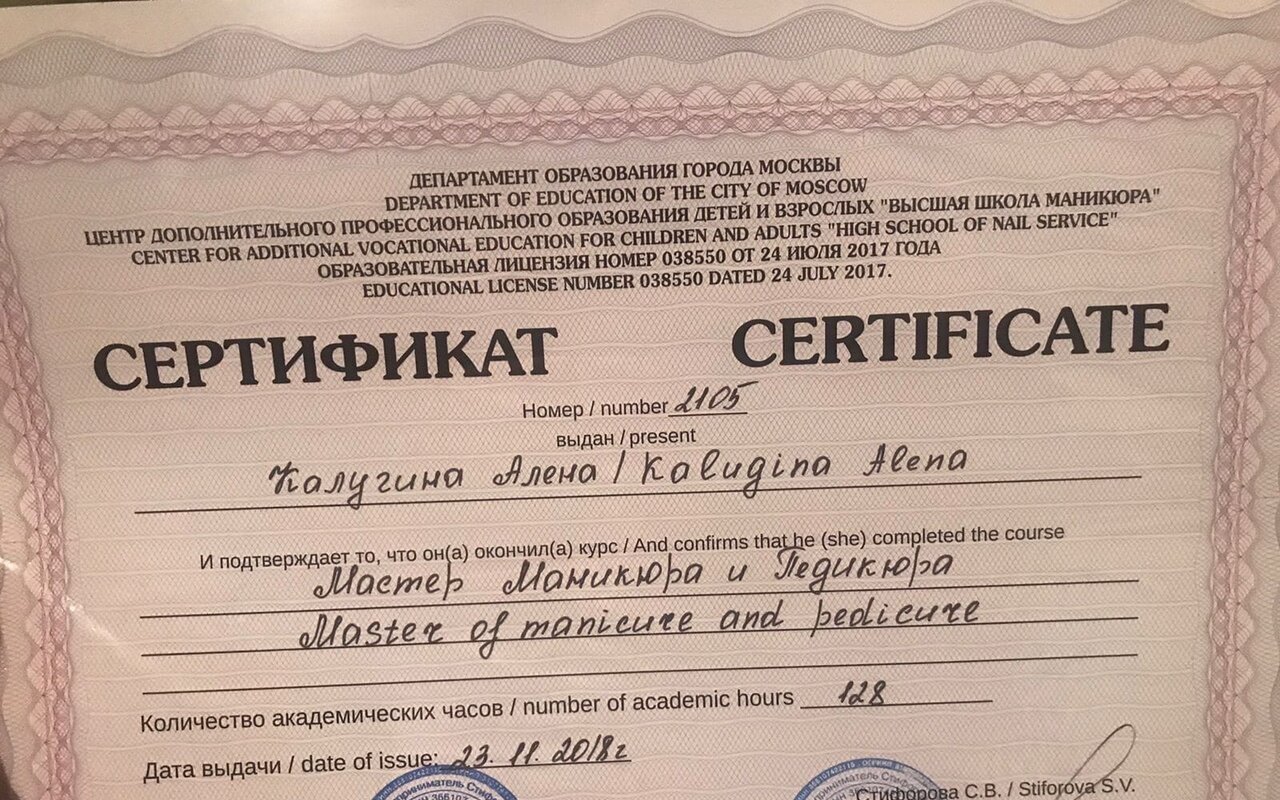 ДЕПАРТАМЕНТ ОБРАЗОВАНИЯ ГОРОДА МОСКВЫ
DEPARTMENT OF EDUCATION OF THE CITY OF MOSCOW
ЦЕНТР ДОПОЛНИТЕЛЬНОГО ПРОФЕССИОНАЛЬНОГО ОБРАЗОВАНИЯ ДЕТЕЙ И ВЗРОСЛЫХ "ВЫСШАЯ ШКОЛА МАНИКЮРА"
CENTER FOR ADDITIONAL VOCATIONAL EDUCATION FOR CHILDREN AND ADULTS "HIGH SCHOOL OF NAIL SERVICE"
ОБРАЗОВАТЕЛЬНАЯ ЛИЦЕНЗИЯ НОМЕР 038550 ОТ 24 ИЮЛЯ 2017 ГОДА
EDUCATIONAL LICENSE NUMBER 038550 DATED 24 JULY 2017.
СЕРТИФИКАТ CERTIFICATE
Номер / number 2105
выдан / present
Калугина Алена / Kalugina Alena
И подтверждает то, что он(а) окончил(а) курс / And confirms that he (she) completed the course
Мастер Маникюра и Педикюра
Master of manicure and pedicure
Количество академических часов / number of academic hours 128
Дата выдачи / date of issue: 23. 11. 2018г
Стифорова С.В. / Stiforova S.V.